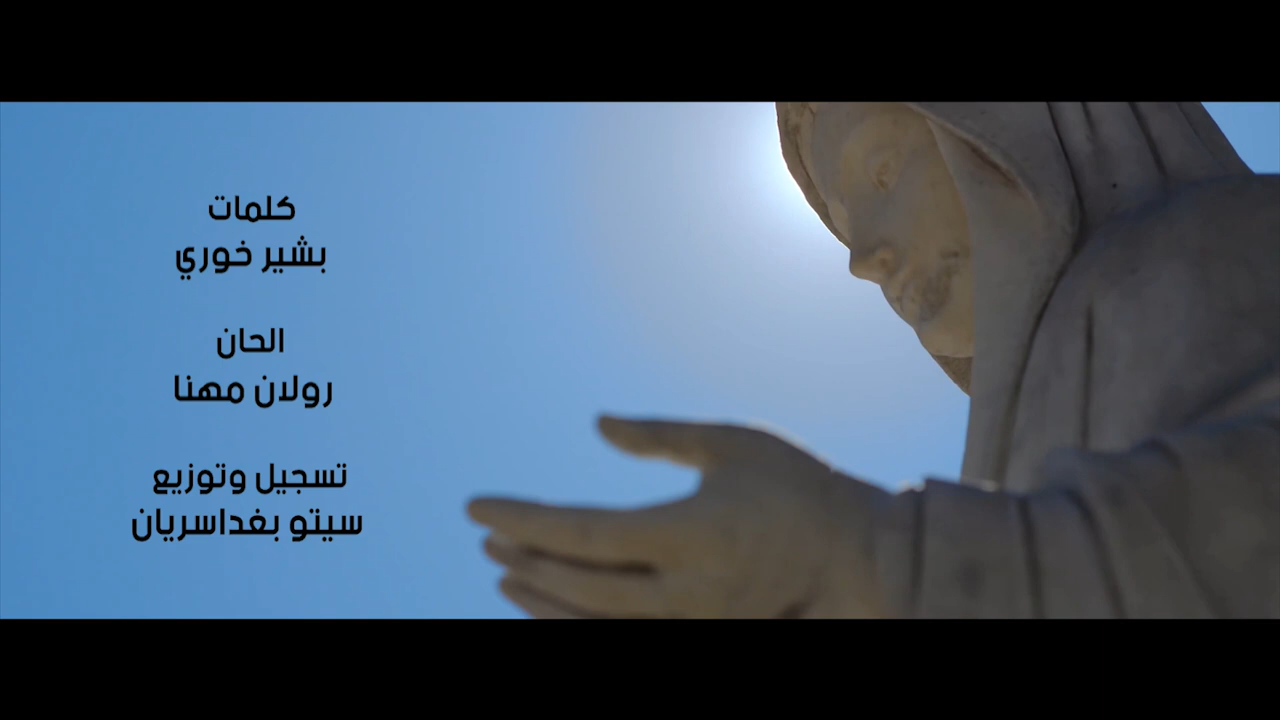 كلمات
بشير خوري
الحان
رولان مهنا
تسجيل وتوزيع
سيتو بغداسريان